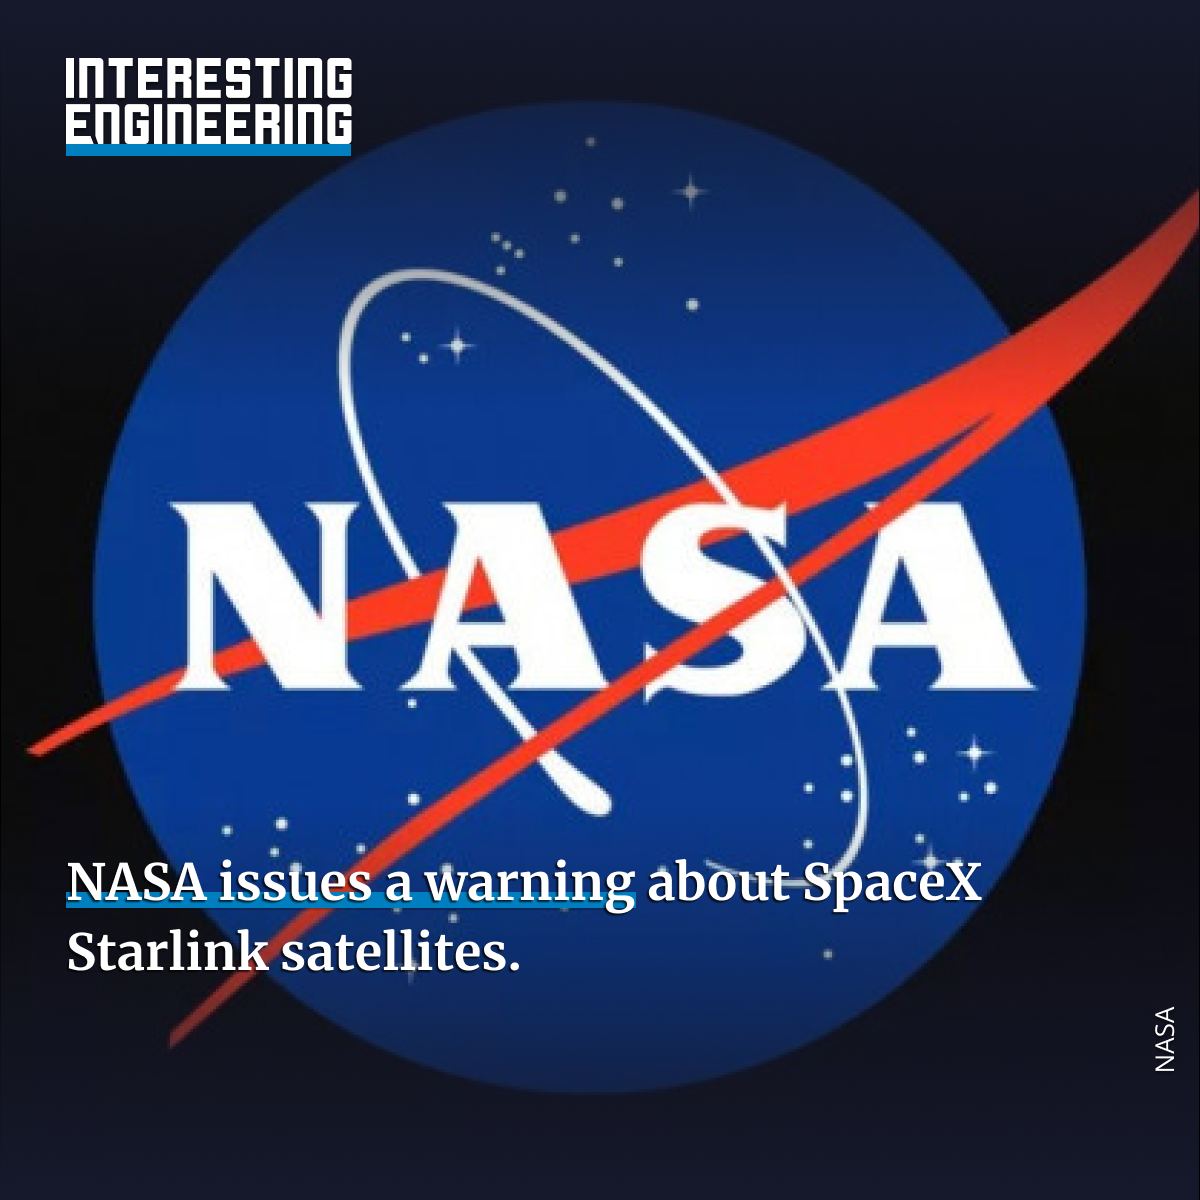 INTERESTING
ENGINEERING
NASA
NASA issues a warning about SpaceX
Starlink satellites.
NASA